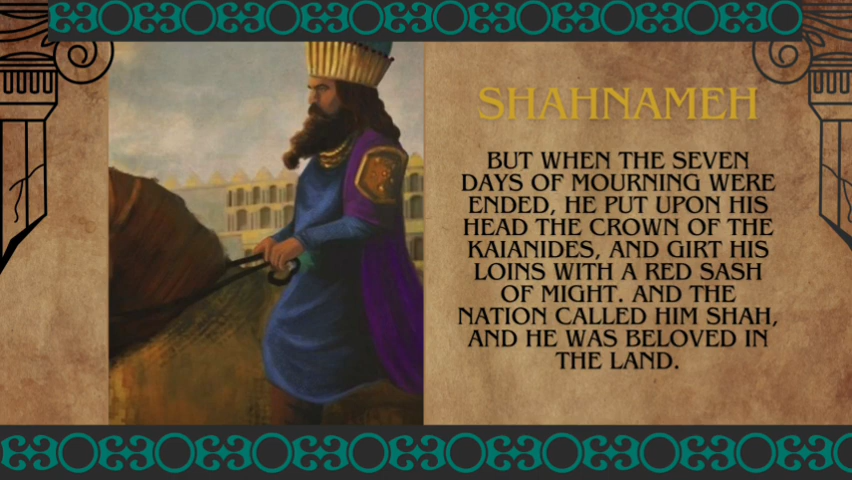 SHAHNAMEH
BUT WHEN THE SEVEN
DAYS OF MOURNING WERE
ENDED, HE PUT UPON HIS
HEAD THE CROWN OF THE
KAIANIDES, AND GIRT HIS
LOINS WITH A RED SASH
OF MIGHT. AND THE
NATION CALLED HIM SHAH,
AND HE WAS BELOVED IN
THE LAND.